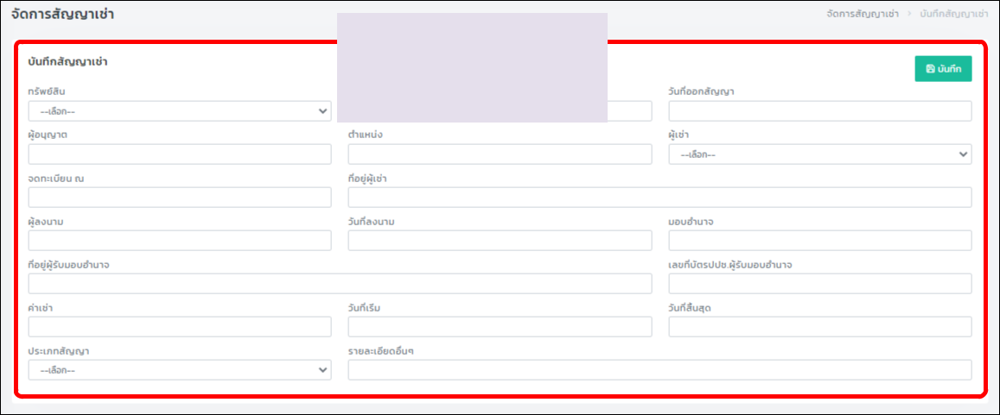 จัดการสัญญาเช่า
จัดการสัญญาเช่า > บันทึกสัญญาเช่า
บันทึกสัญญาเช่า
บันทึก
ทรัพย์สิน วันที่ออกสัญญา
--เลือก--
ผู้อนุญาต ตำแหน่ง ผู้เช่า
--เลือก--
จดทะเบียน ณ ที่อยู่ผู้เช่า
ผู้ลงนาม วันที่ลงนาม มอบอำนาจ
ที่อยู่ผู้รับมอบอำนาจ เลขที่บัตรปปช.ผู้รับมอบอำนาจ
ค่าเช่า วันที่เริ่ม วันที่สิ้นสุด
ประเภทสัญญา รายละเอียดอื่นๆ
--เลือก--